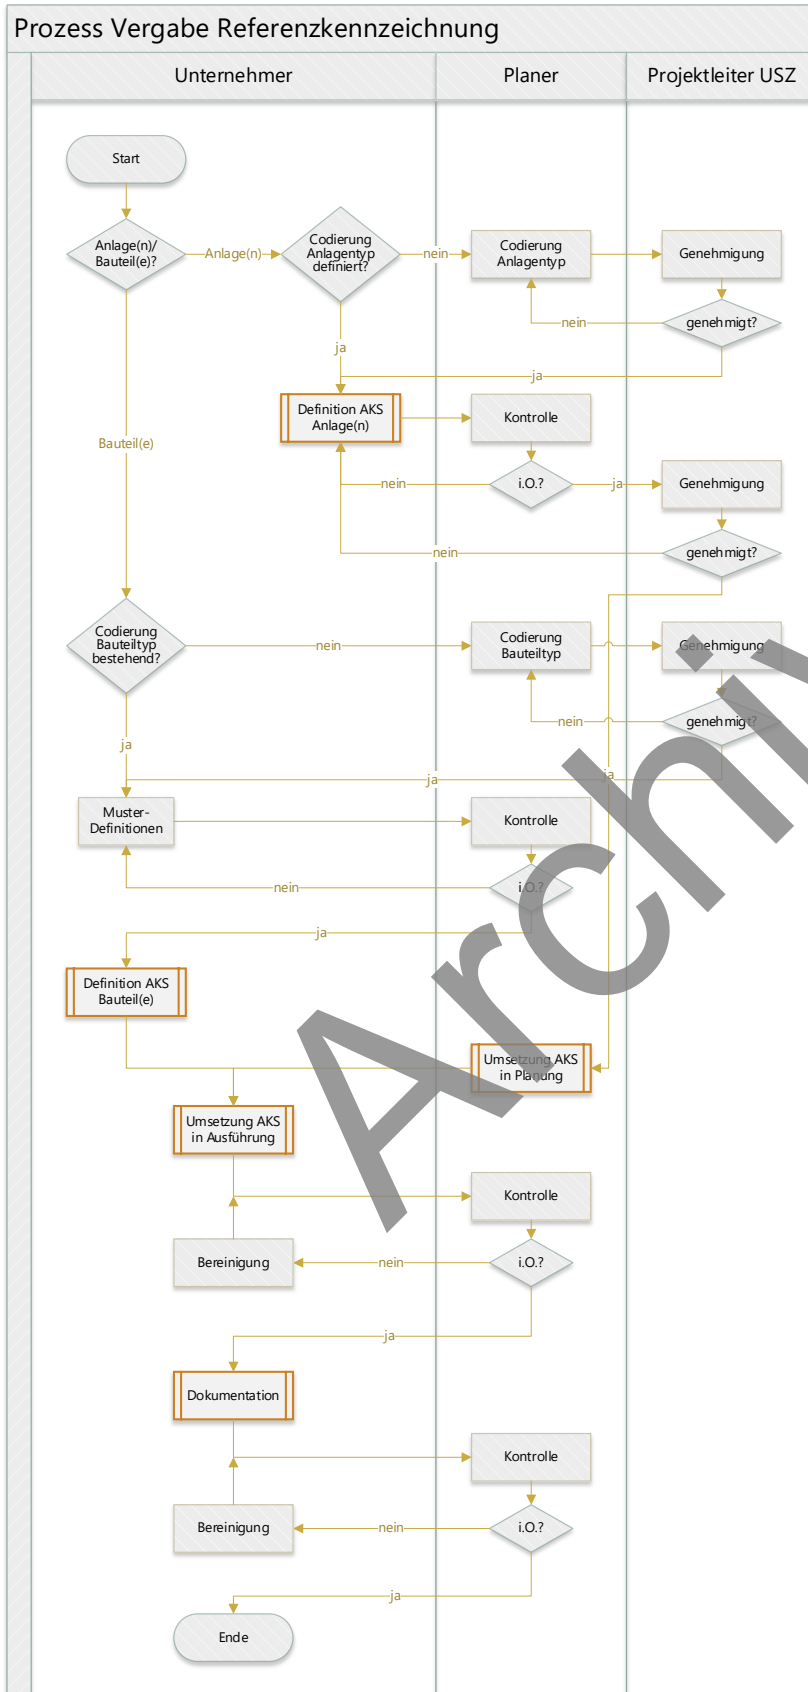 Prozess Vergabe Referenzkennzeichnung
Unternehmer
Planer
Projektleiter USZ
Start
Anlage(n)/
Bauteil(e)?
Anlage(n)
Codierung
Anlagentyp
definiert?
nein
Codierung
Anlagentyp
Genehmigung
genehmigt?
nein
ja
ja
Definition AKS
Anlage(n)
Kontrolle
Bauteil(e)
i.O.?
nein
ja
Genehmigung
genehmigt?
nein
Codierung
Bauteiltyp
bestehend?
nein
Codierung
Bauteiltyp
Genehmigung
genehmigt?
nein
ja
ja
ja
Muster-
Definitionen
Kontrolle
i.O.?
nein
ja
Definition AKS
Bauteil(e)
Umsetzung AKS
in Planung
Umsetzung AKS
in Ausführung
Kontrolle
i.O.?
nein
Bereinigung
ja
Dokumentation
Kontrolle
i.O.?
nein
Bereinigung
ja
Ende